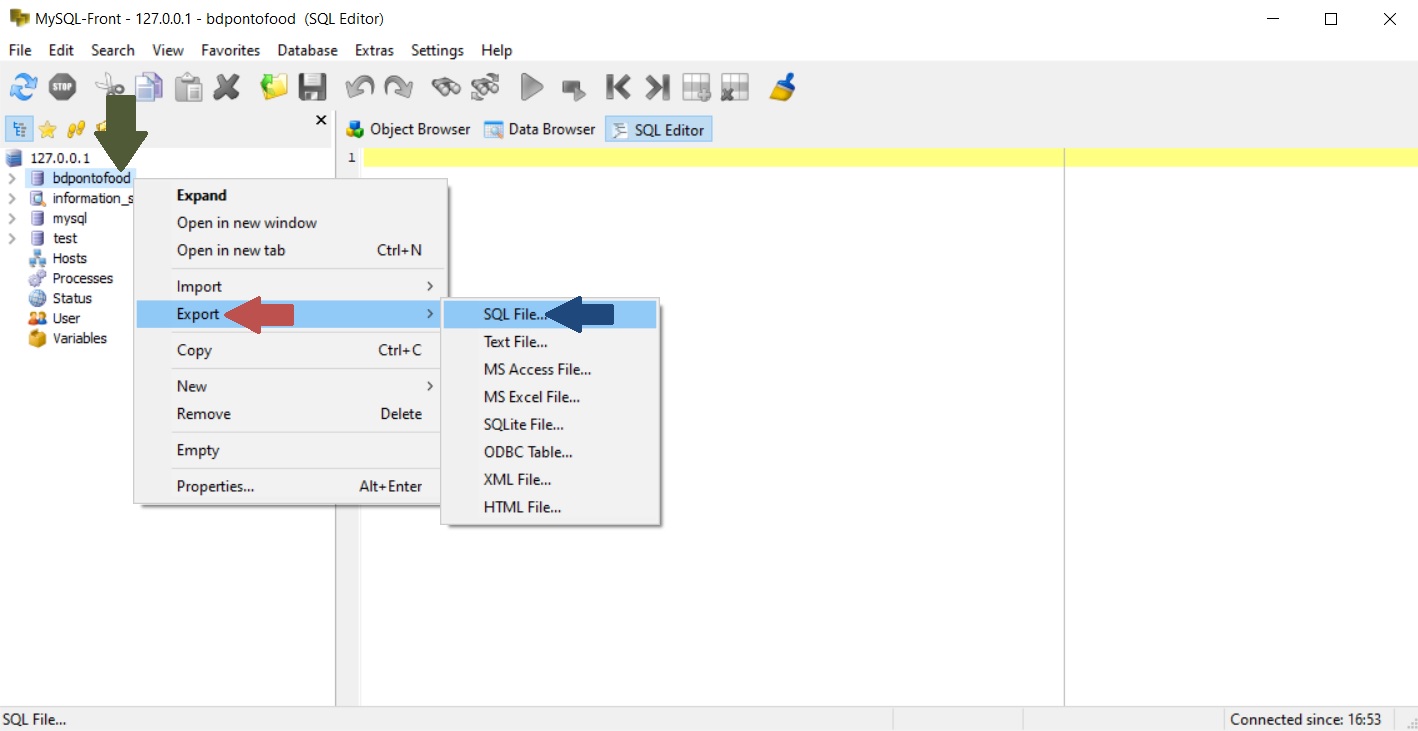 MySQL-Front - 127.0.0.1 - bdpontofood (SQL Editor)
File Edit Search View Favorites Database Extras Settings Help
STOP
Object Browser Data Browser SQL Editor
127.0.0.1
1
bdpontofood
information_s
mysql
test
Hosts
Processes
Status
User
Variables
Expand
Open in new window
Open in new tab Ctrl+N
Import
Export
Copy Ctrl+C
New
Remove Delete
Empty
Properties... Alt+Enter
SQL File...
Text File...
MS Access File...
MS Excel File...
SQLite File...
ODBC Table...
XML File...
HTML File...
SQL File... Connected since: 16:53